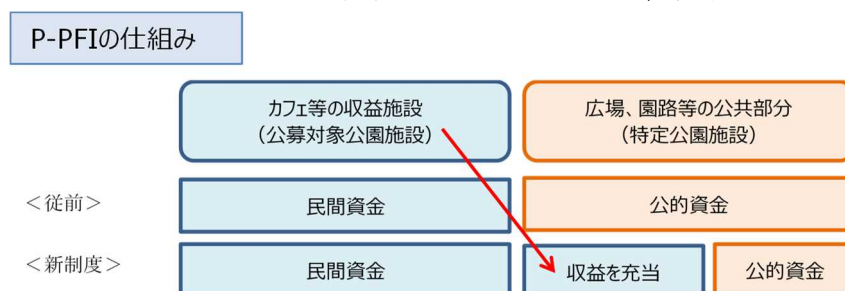 P-PFIの仕組み
カフェ等の収益施設
（公募対象公園施設）
広場、園路等の公共部分
（特定公園施設）
＜従前＞
民間資金
公的資金
＜新制度＞
民間資金
収益を充当
公的資金